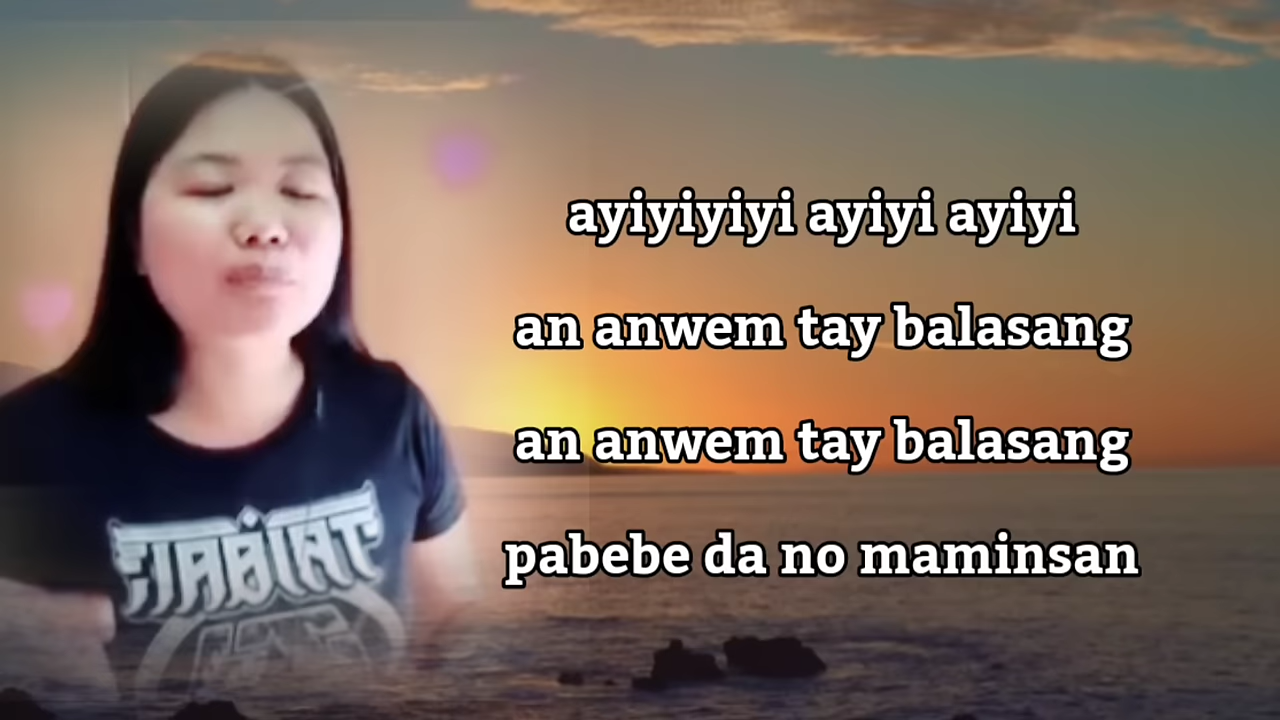 ayiyiyiyi ayiyi ayiyi
an anwem tay balasang
an anwem tay balasang
pabebe da no maminsan